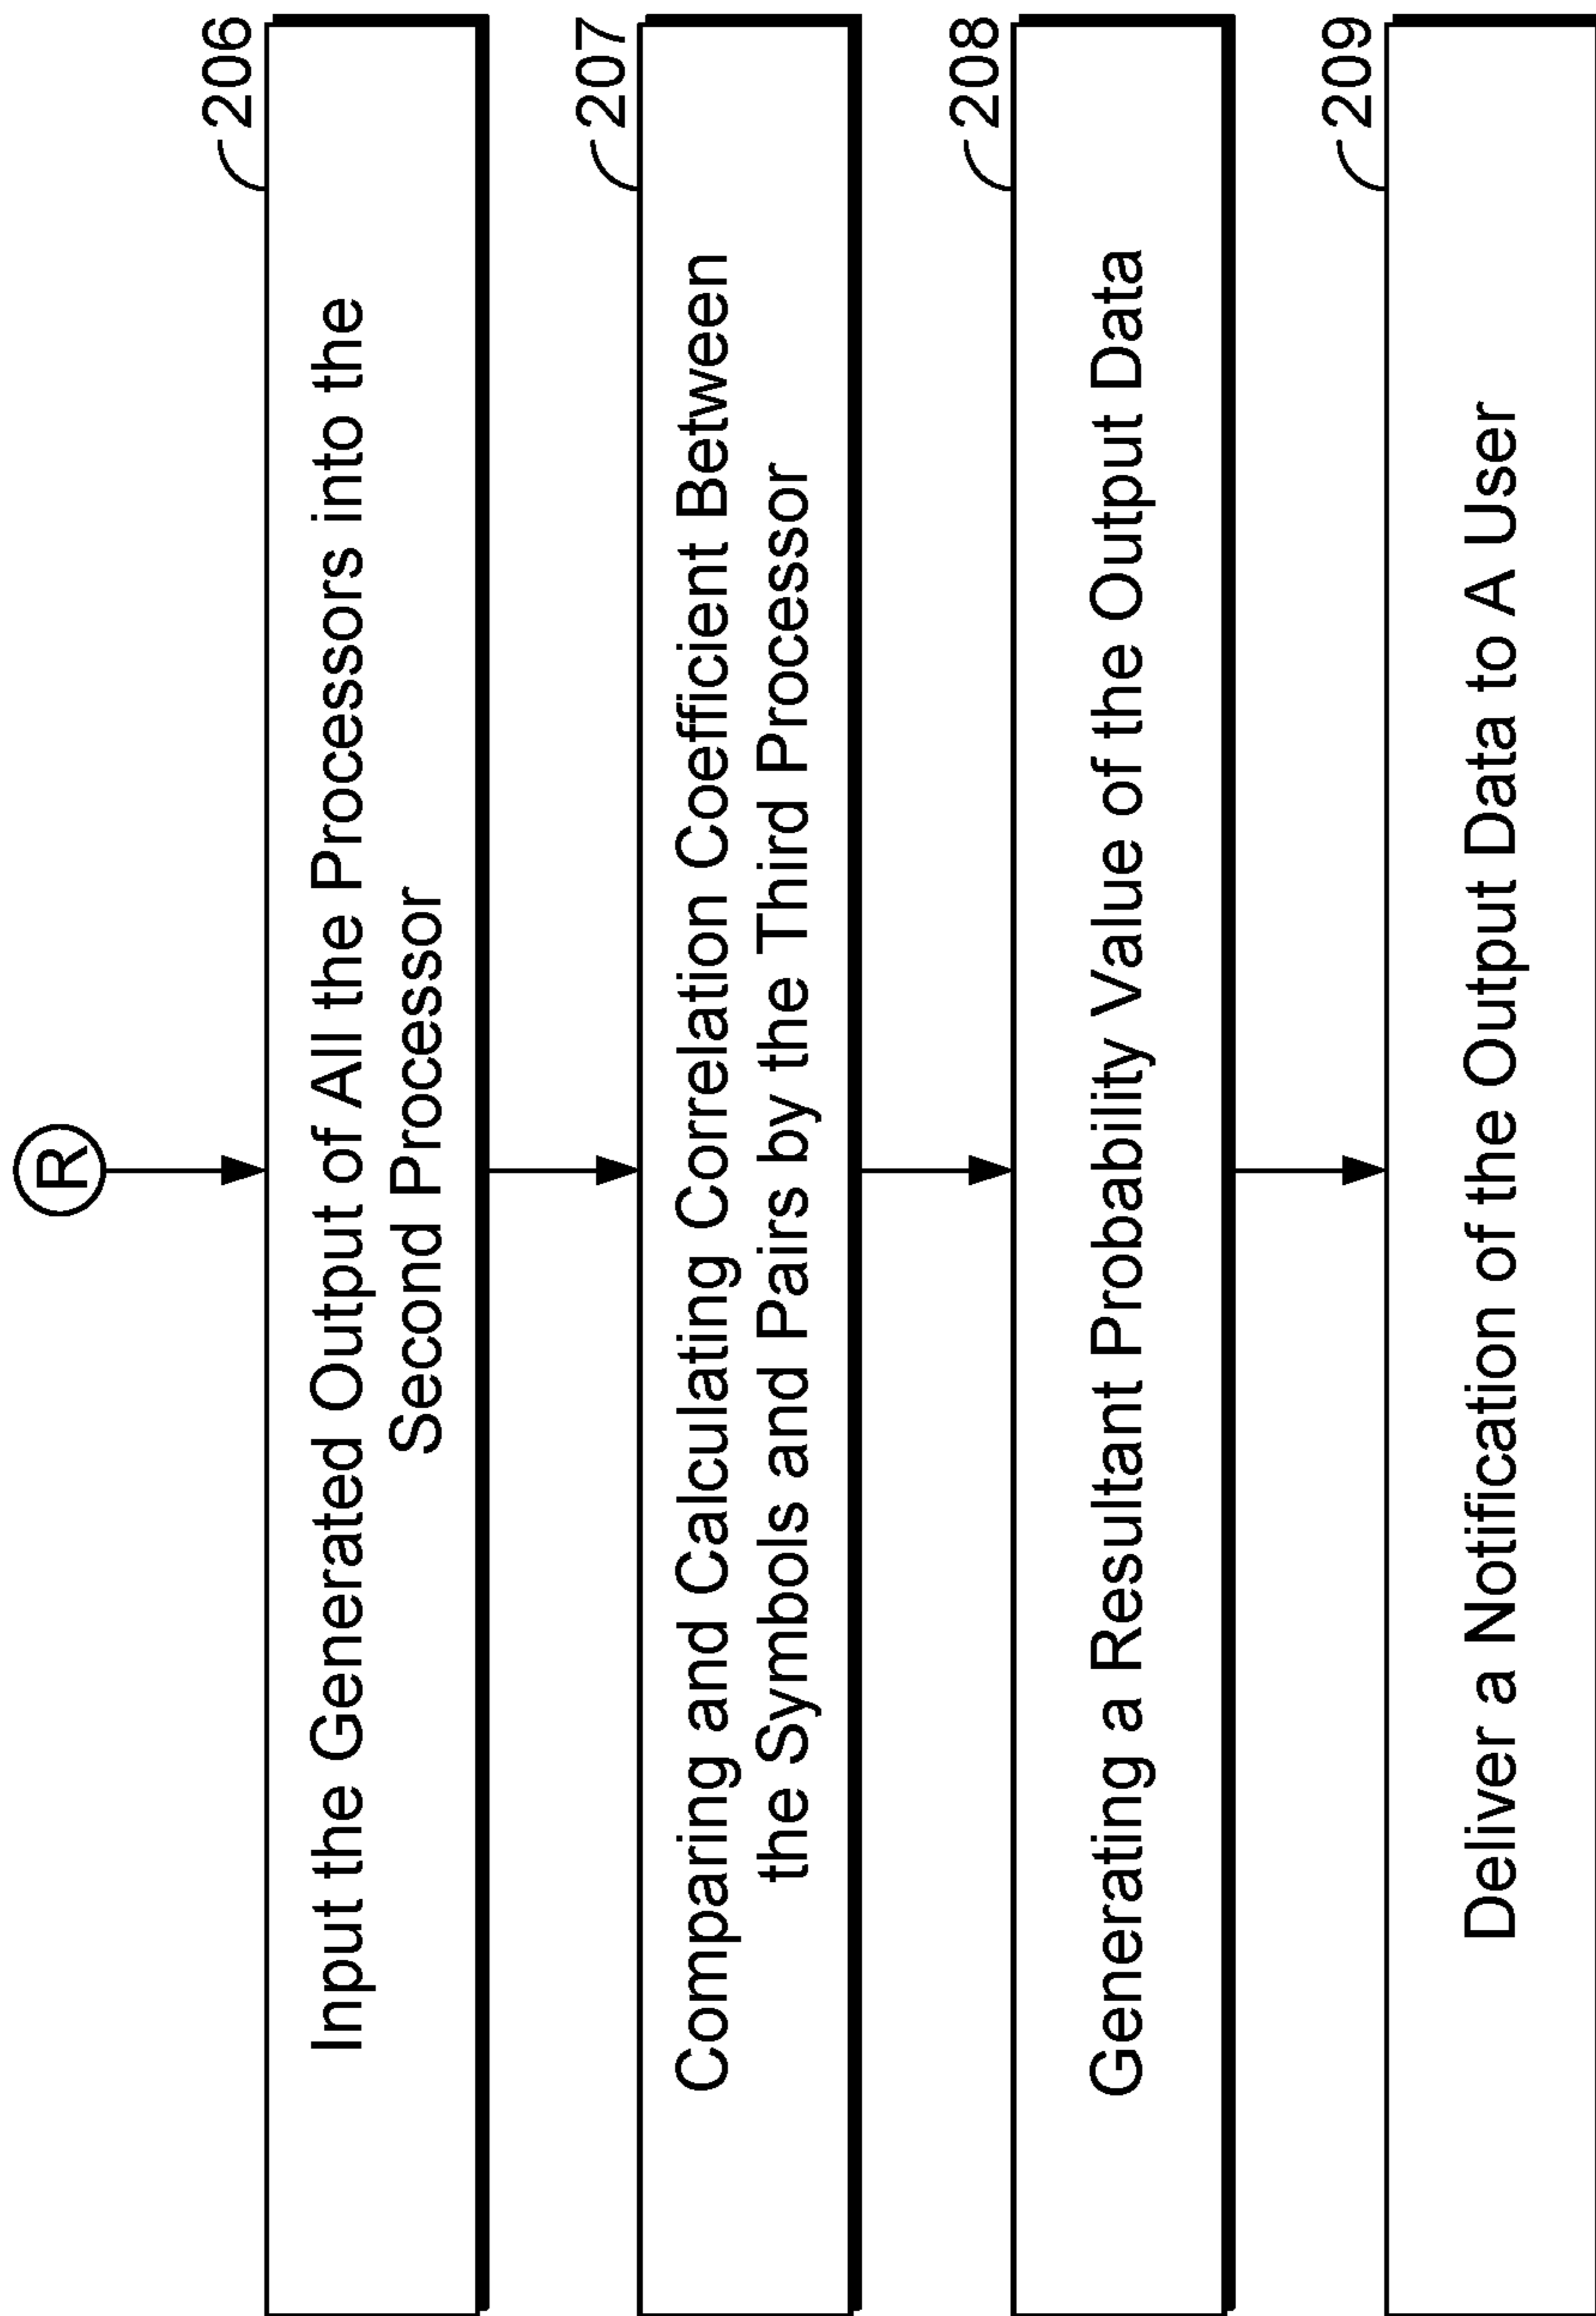 R
206
Input the Generated Output of All the Processors into the
Second Processor
207
Comparing and Calculating Correlation Coefficient Between
the Symbols and Pairs by the Third Processor
208
Generating a Resultant Probability Value of the Output Data
209
Deliver a Notification of the Output Data to A User